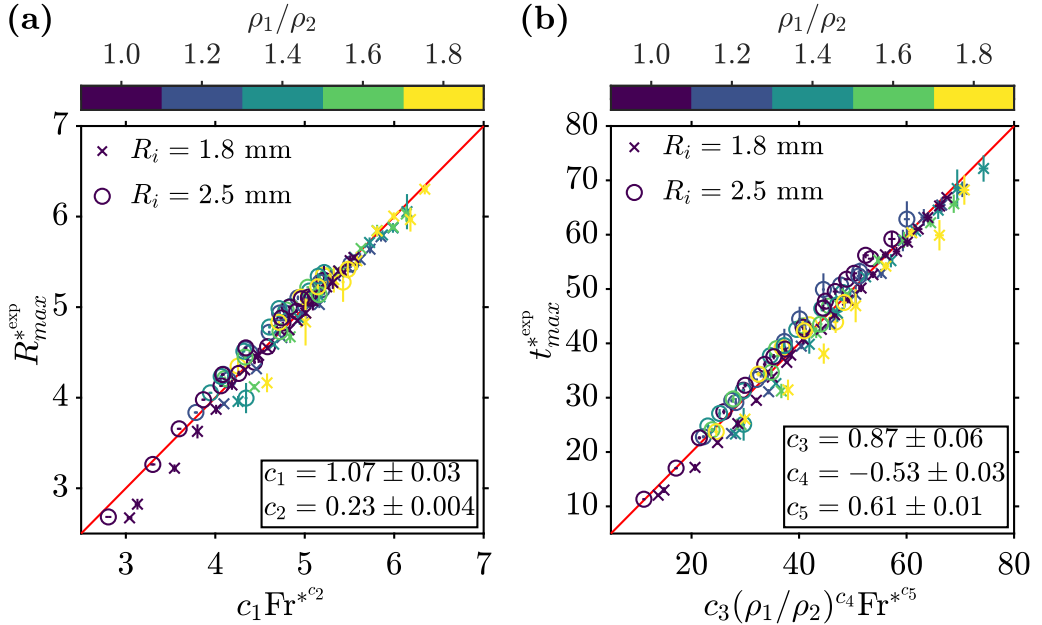 (a)
ρ₁/ρ₂
1.0 1.2 1.4 1.6 1.8
7
6
5
4
3
R*ᵉˣᵖmax
× Rᵢ = 1.8 mm
○ Rᵢ = 2.5 mm
c₁ = 1.07 ± 0.03
c₂ = 0.23 ± 0.004
3 4 5 6 7
c₁Fr*ᶜ²
(b)
ρ₁/ρ₂
1.0 1.2 1.4 1.6 1.8
80
70
60
50
40
30
20
10
t*ᵉˣᵖmax
× Rᵢ = 1.8 mm
○ Rᵢ = 2.5 mm
c₃ = 0.87 ± 0.06
c₄ = −0.53 ± 0.03
c₅ = 0.61 ± 0.01
20 40 60 80
c₃(ρ₁/ρ₂)ᶜ⁴Fr*ᶜ⁵